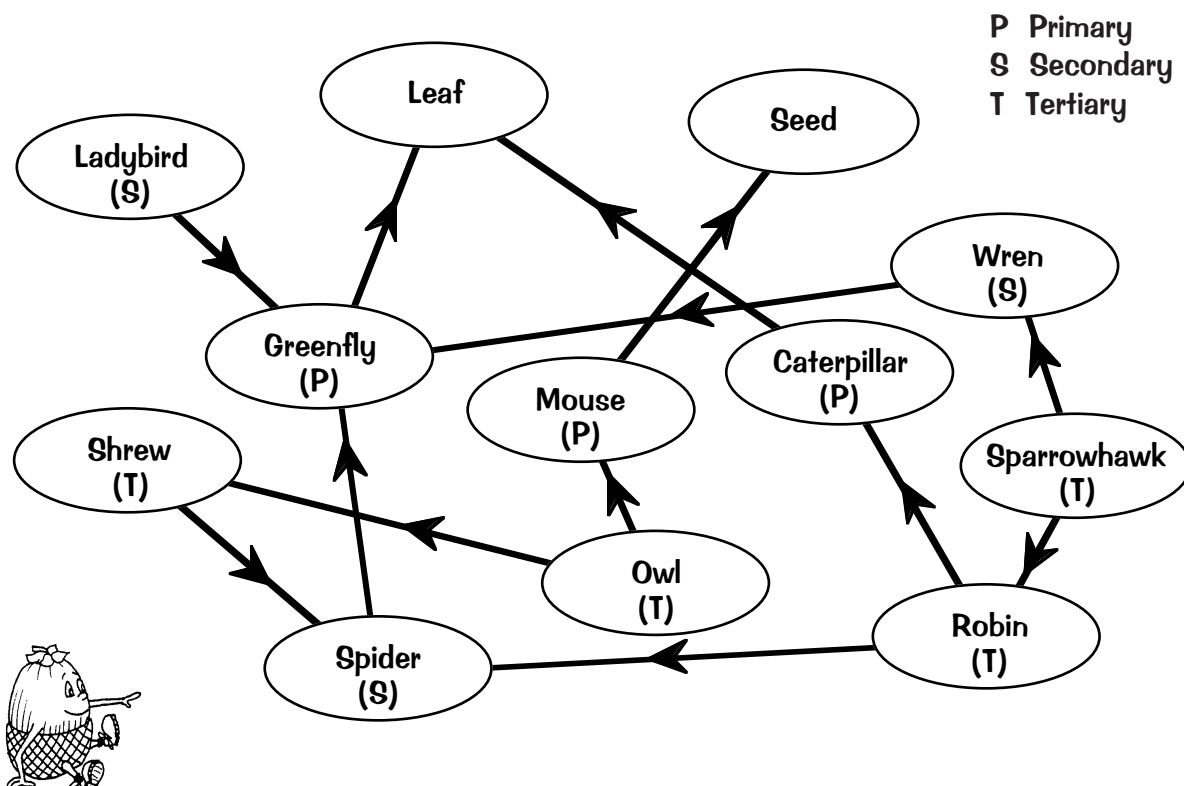 P Primary
S Secondary
T Tertiary
Leaf
Seed
Ladybird
(S)
Wren
(S)
Greenfly
(P)
Caterpillar
(P)
Mouse
(P)
Shrew
(T)
Sparrowhawk
(T)
Owl
(T)
Robin
(T)
Spider
(S)